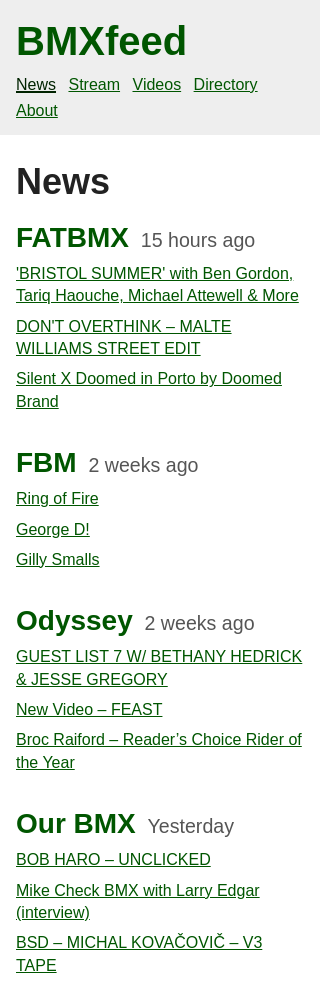 BMXfeed
News Stream Videos Directory
About
News
FATBMX 15 hours ago
'BRISTOL SUMMER' with Ben Gordon,
Tariq Haouche, Michael Attewell & More
DON'T OVERTHINK – MALTE
WILLIAMS STREET EDIT
Silent X Doomed in Porto by Doomed
Brand
FBM 2 weeks ago
Ring of Fire
George D!
Gilly Smalls
Odyssey 2 weeks ago
GUEST LIST 7 W/ BETHANY HEDRICK
& JESSE GREGORY
New Video – FEAST
Broc Raiford – Reader’s Choice Rider of
the Year
Our BMX Yesterday
BOB HARO – UNCLICKED
Mike Check BMX with Larry Edgar
(interview)
BSD – MICHAL KOVAČOVIČ – V3
TAPE